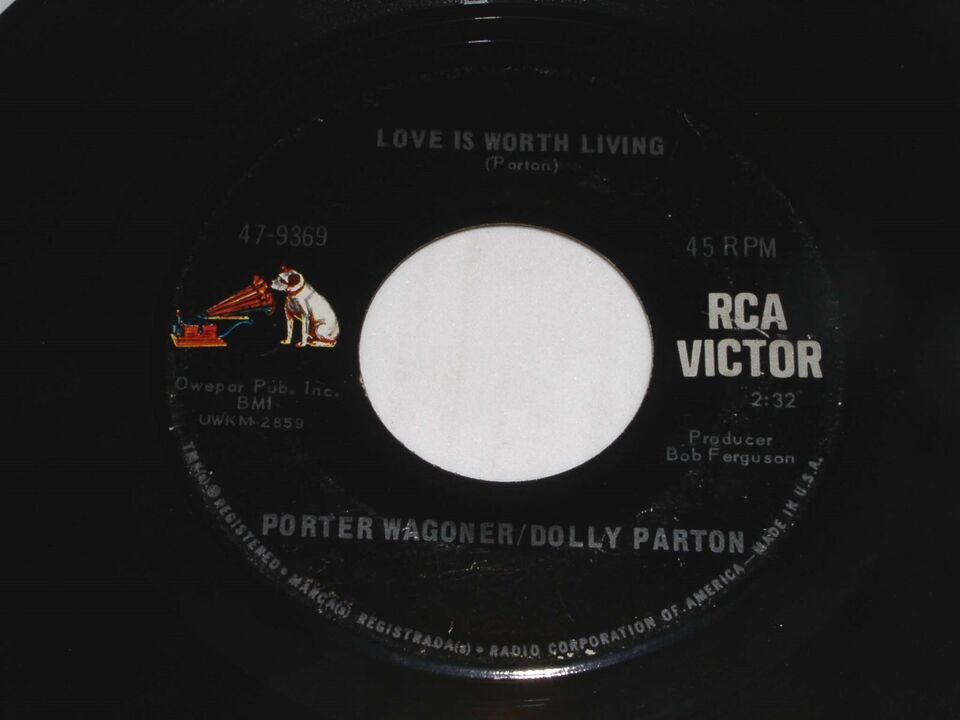 LOVE IS WORTH LIVING
(Parton)
47-9369
45 RPM
RCA
VICTOR
2:32
Owepar Pub. Inc.
BMI
UWKM-2859
Producer
Bob Ferguson
PORTER WAGONER/DOLLY PARTON
TMK(s) ® REGISTERED • MARCA(S) REGISTRADA(S) • RADIO CORPORATION OF AMERICA—MADE IN U.S.A.